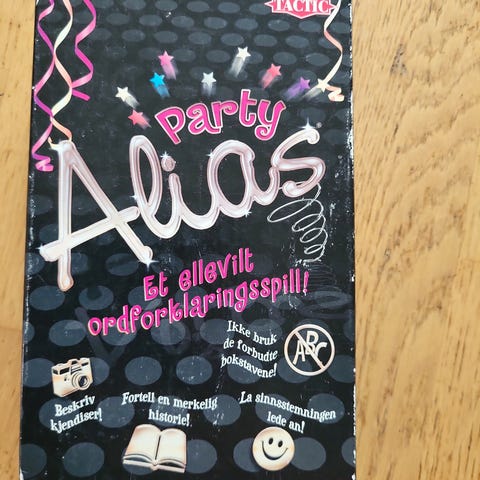 TACTIC
Party
Alias
Et ellevilt
ordforklaringsspill!
Ikke bruk
de forbudte
bokstavene!
ABC
Beskriv
kjendiser!
Fortell en merkelig
historie!
La sinnsstemningen
lede an!